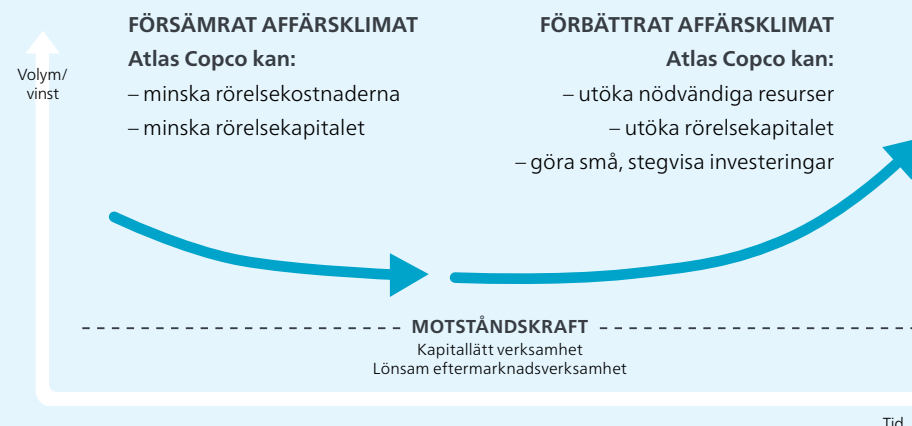 FÖRSÄMRAT AFFÄRSKLIMAT
Atlas Copco kan:
– minska rörelsekostnaderna
– minska rörelsekapitalet
FÖRBÄTTRAT AFFÄRSKLIMAT
Atlas Copco kan:
– utöka nödvändiga resurser
– utöka rörelsekapitalet
– göra små, stegvisa investeringar
Volym/
vinst
MOTSTÅNDSKRAFT
Kapitallätt verksamhet
Lönsam eftermarknadsverksamhet
Tid